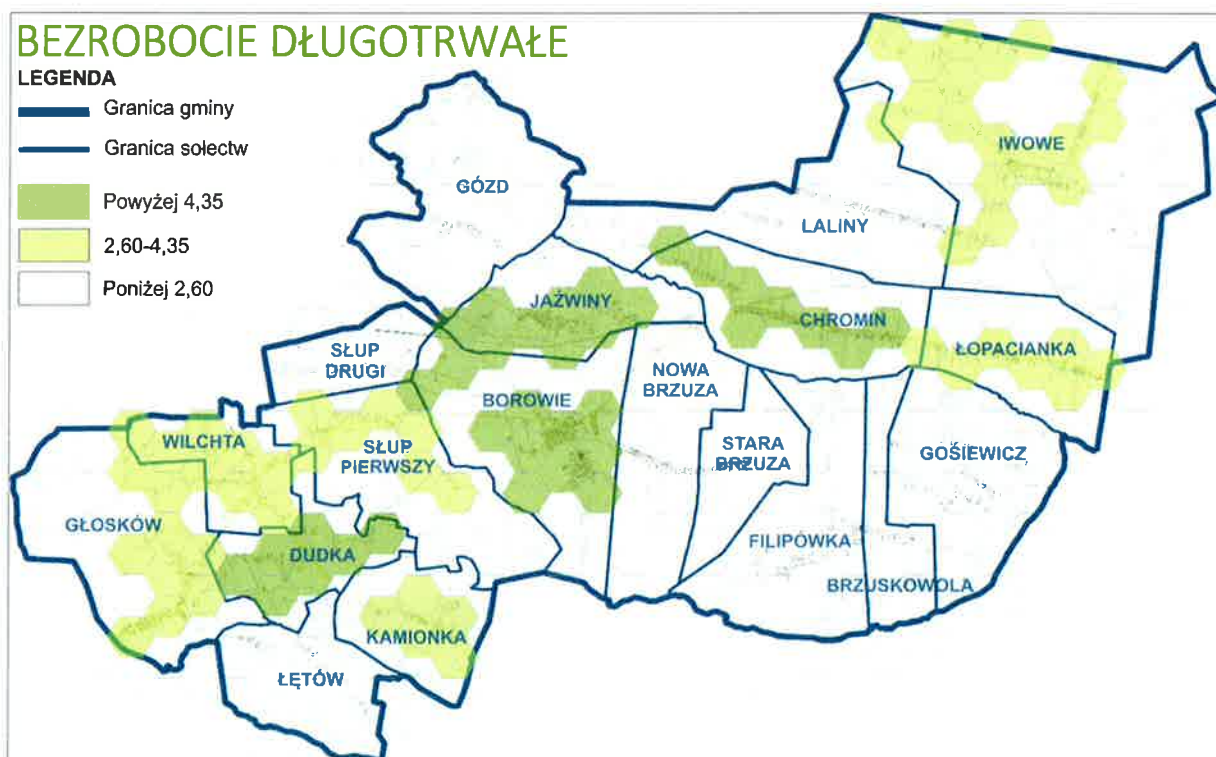 BEZROBOCIE DŁUGOTRWAŁE
LEGENDA
Granica gminy
Granica sołectw
Powyżej 4,35
2,60-4,35
Poniżej 2,60
IWOWE
GÓZD
LALINY
JAŹWINY
CHROMIN
ŁOPACIANKA
SŁUP
DRUGI
NOWA
BRZUZA
BOROWIE
WILCHTA
SŁUP
PIERWSZY
STARA
BRZUZA
GOŚIEWICZ
GŁOSKÓW
DUDKA
FILIPÓWKA
BRZUSKOWOLA
KAMIONKA
ŁĘTÓW